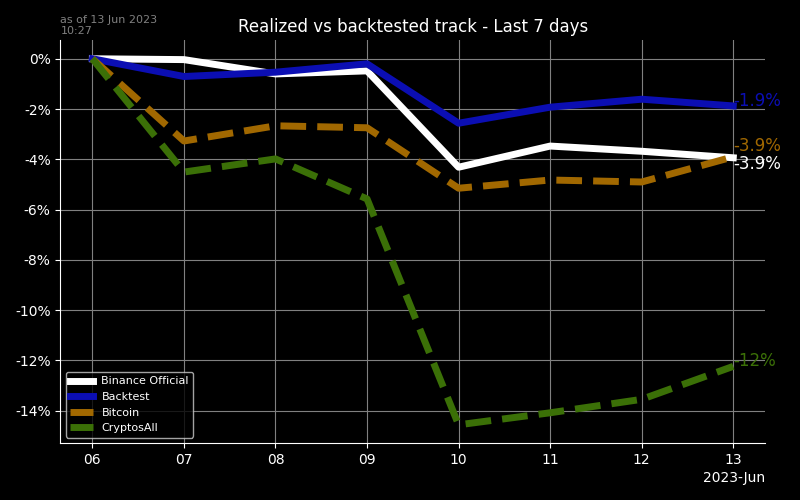 as of 13 Jun 2023
10:27
Realized vs backtested track - Last 7 days
0%
-2%
-4%
-6%
-8%
-10%
-12%
-14%
-1.9%
-3.9%
-3.9%
-12%
Binance Official
Backtest
Bitcoin
CryptosAll
06 07 08 09 10 11 12 13
2023-Jun